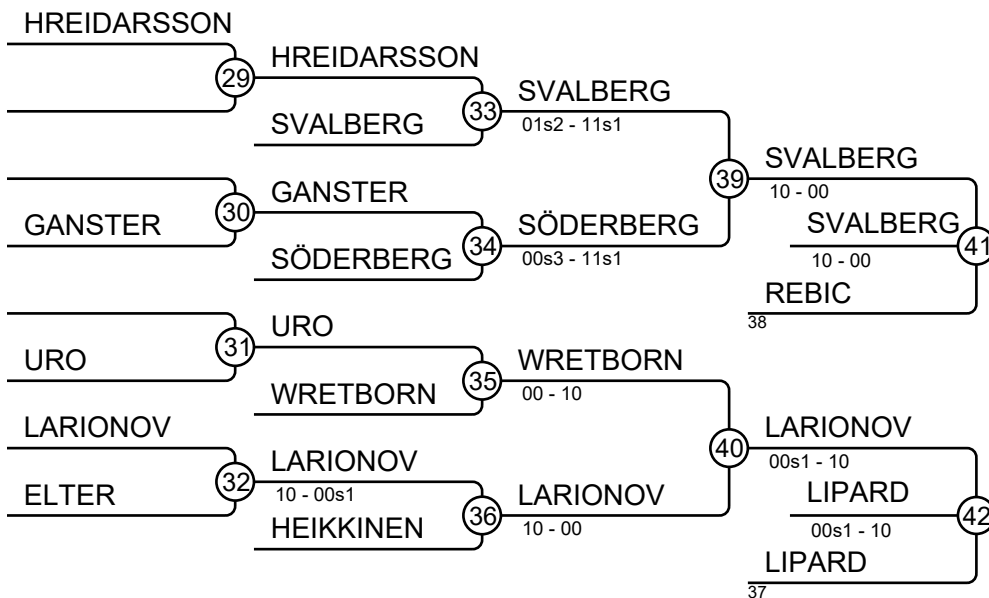 HREIDARSSON
29
HREIDARSSON
33
SVALBERG
SVALBERG
01s2 - 11s1
39
SVALBERG
10 - 00
GANSTER
30
GANSTER
34
SÖDERBERG
SÖDERBERG
00s3 - 11s1
SVALBERG
10 - 00
41
REBIC
38
URO
31
URO
35
WRETBORN
WRETBORN
00 - 10
40
LARIONOV
00s1 - 10
LARIONOV
ELTER
32
LARIONOV
10 - 00s1
36
HEIKKINEN
LARIONOV
10 - 00
LIPARD
00s1 - 10
42
LIPARD
37